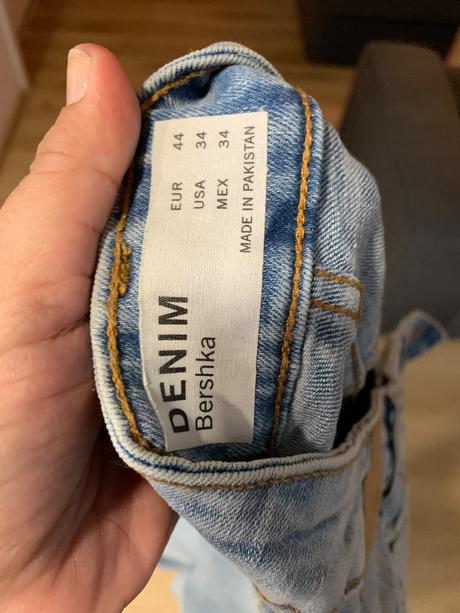 DENIM
Bershka
EUR 44
USA 34
MEX 34
MADE IN PAKISTAN